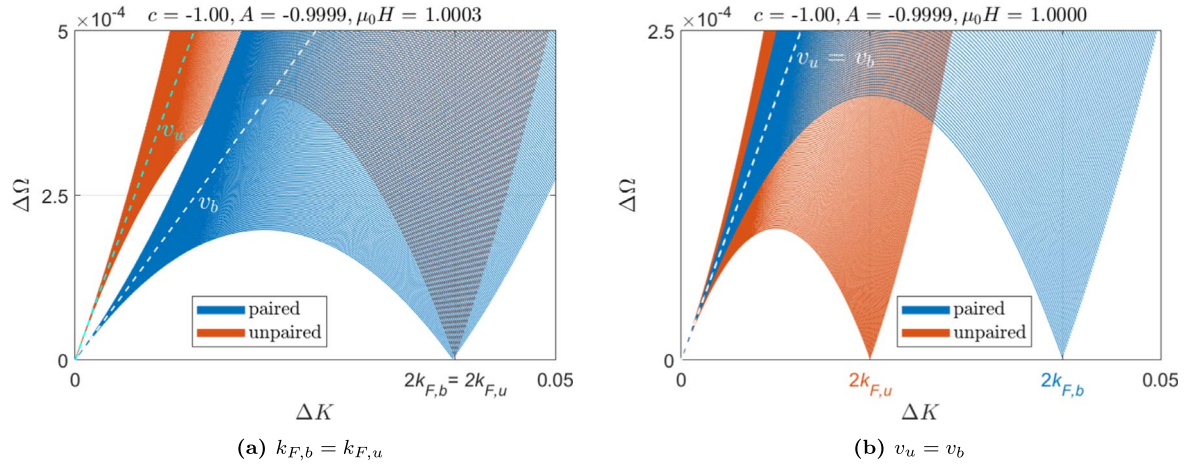 ×10⁻⁴ c = -1.00, A = -0.9999, μ₀H = 1.0003
5
v_u
ΔΩ 2.5
v_b
paired
unpaired
0
0 2k_{F,b} = 2k_{F,u} 0.05
ΔK
(a) k_{F,b} = k_{F,u}
×10⁻⁴ c = -1.00, A = -0.9999, μ₀H = 1.0000
2.5
v_u = v_b
ΔΩ
paired
unpaired
0
0 2k_{F,u} 2k_{F,b} 0.05
ΔK
(b) v_u = v_b